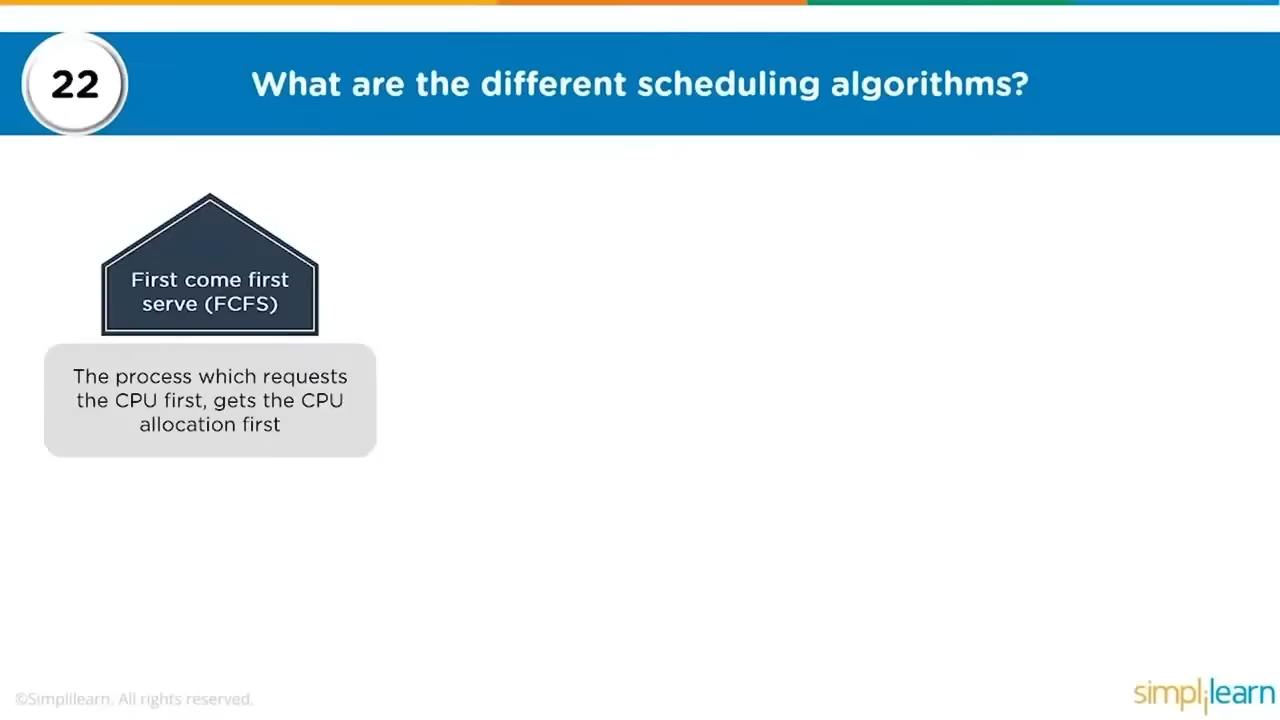 22
What are the different scheduling algorithms?
First come first
serve (FCFS)
The process which requests
the CPU first, gets the CPU
allocation first
©Simplilearn. All rights reserved.
simplilearn